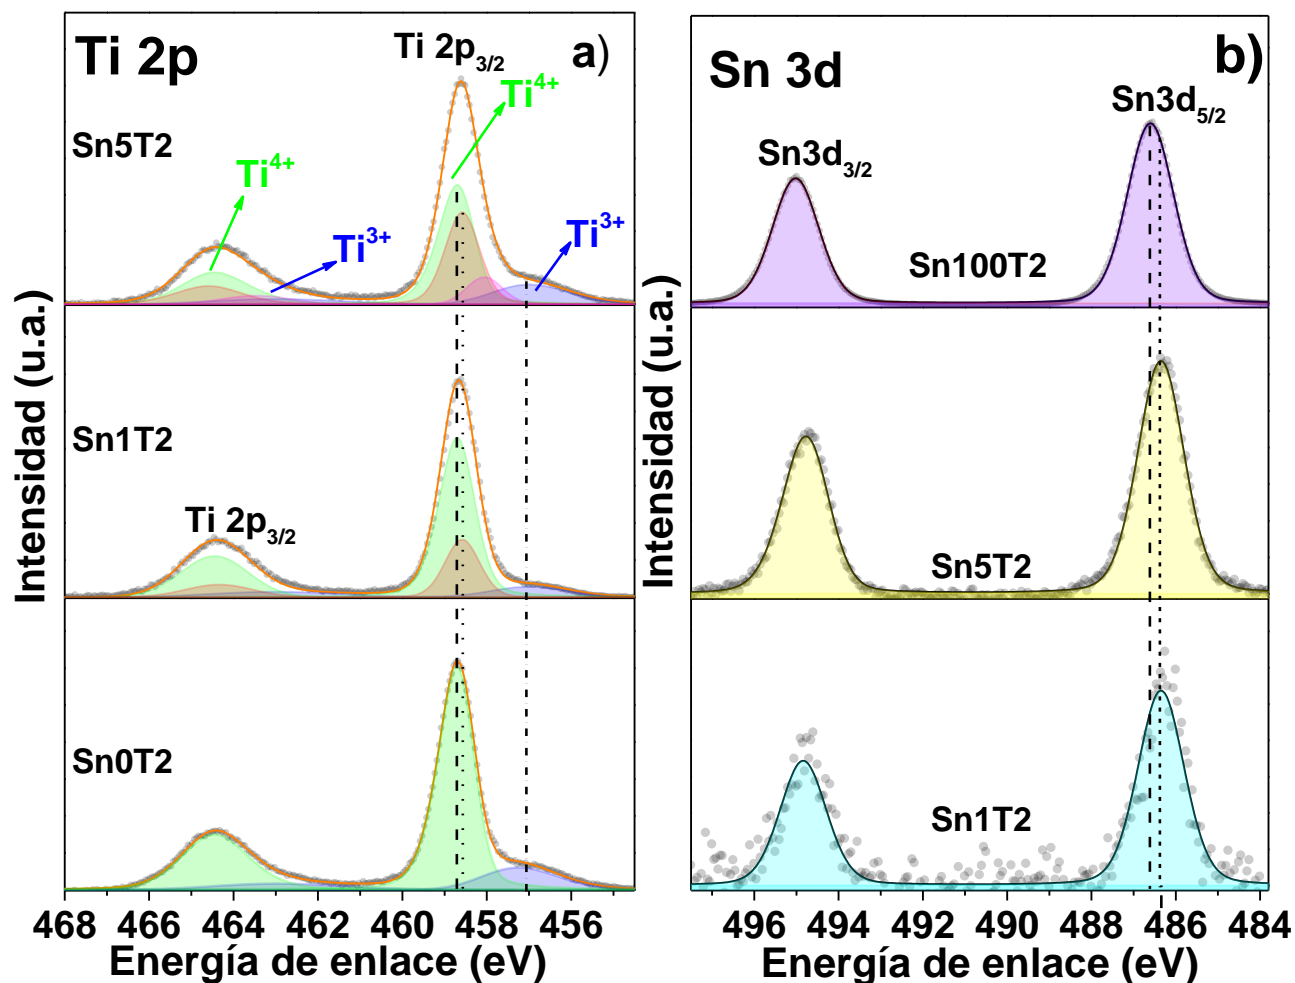 Ti 2p
Ti 2p3/2
a)
Ti4+
Sn5T2
Ti4+
Ti3+
Ti3+
Sn1T2
Ti 2p3/2
Sn0T2
Intensidad (u.a.)
468 466 464 462 460 458 456
Energía de enlace (eV)
Sn 3d
b)
Sn3d5/2
Sn3d3/2
Sn100T2
Sn5T2
Sn1T2
Intensidad (u.a.)
496 494 492 490 488 486 484
Energía de enlace (eV)